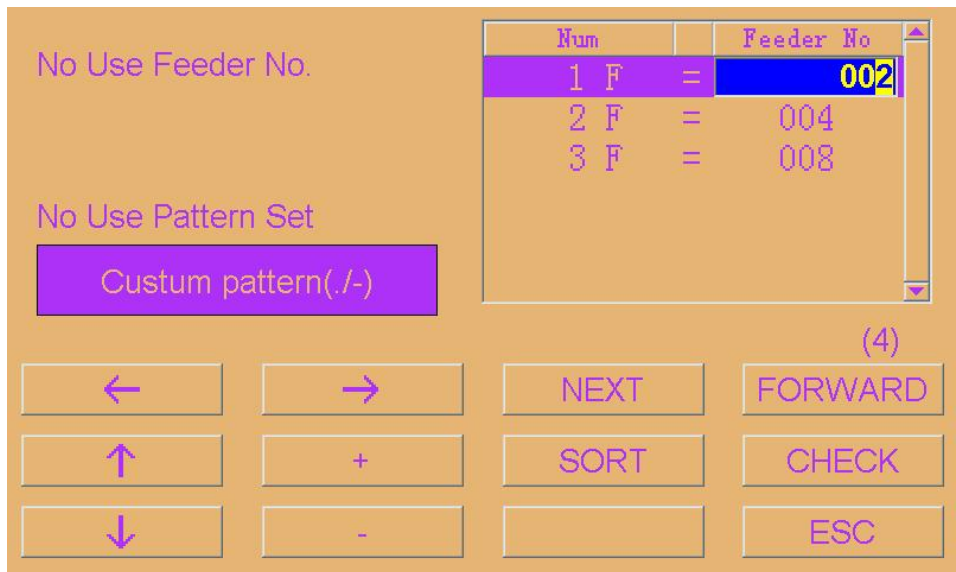 No Use Feeder No.
Num Feeder No
1 F = 002
2 F = 004
3 F = 008
No Use Pattern Set
Custum pattern(./-)
(4)
← → NEXT FORWARD
↑ + SORT CHECK
↓ - ESC